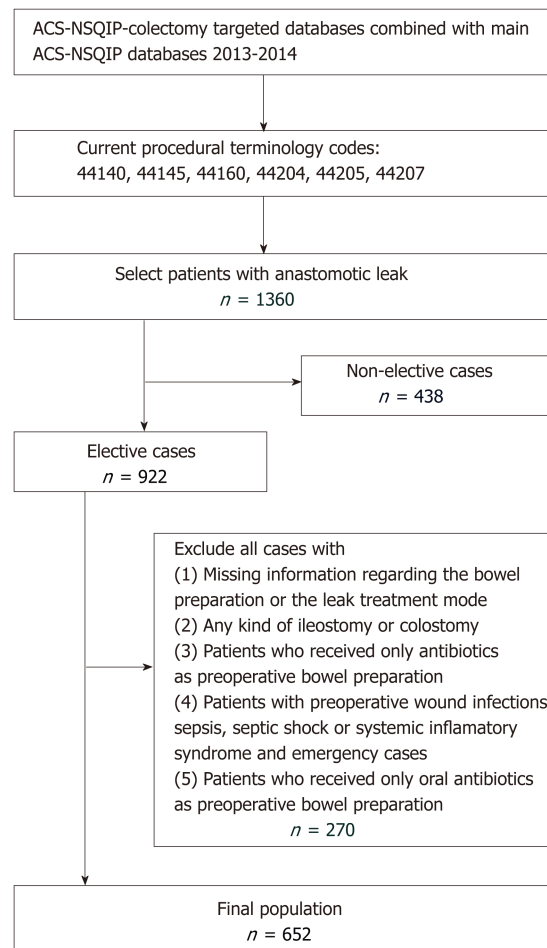 ACS-NSQIP-colectomy targeted databases combined with main
ACS-NSQIP databases 2013-2014
Current procedural terminology codes:
44140, 44145, 44160, 44204, 44205, 44207
Select patients with anastomotic leak
n = 1360
Non-elective cases
n = 438
Elective cases
n = 922
Exclude all cases with
(1) Missing information regarding the bowel
preparation or the leak treatment mode
(2) Any kind of ileostomy or colostomy
(3) Patients who received only antibiotics
as preoperative bowel preparation
(4) Patients with preoperative wound infections
sepsis, septic shock or systemic inflamatory
syndrome and emergency cases
(5) Patients who received only oral antibiotics
as preoperative bowel preparation
n = 270
Final population
n = 652